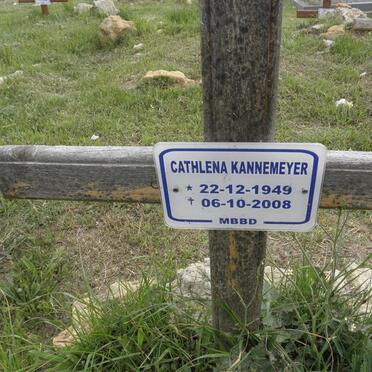 CATHLENA KANNEMEYER
* 22-12-1949
✝ 06-10-2008
MBBD